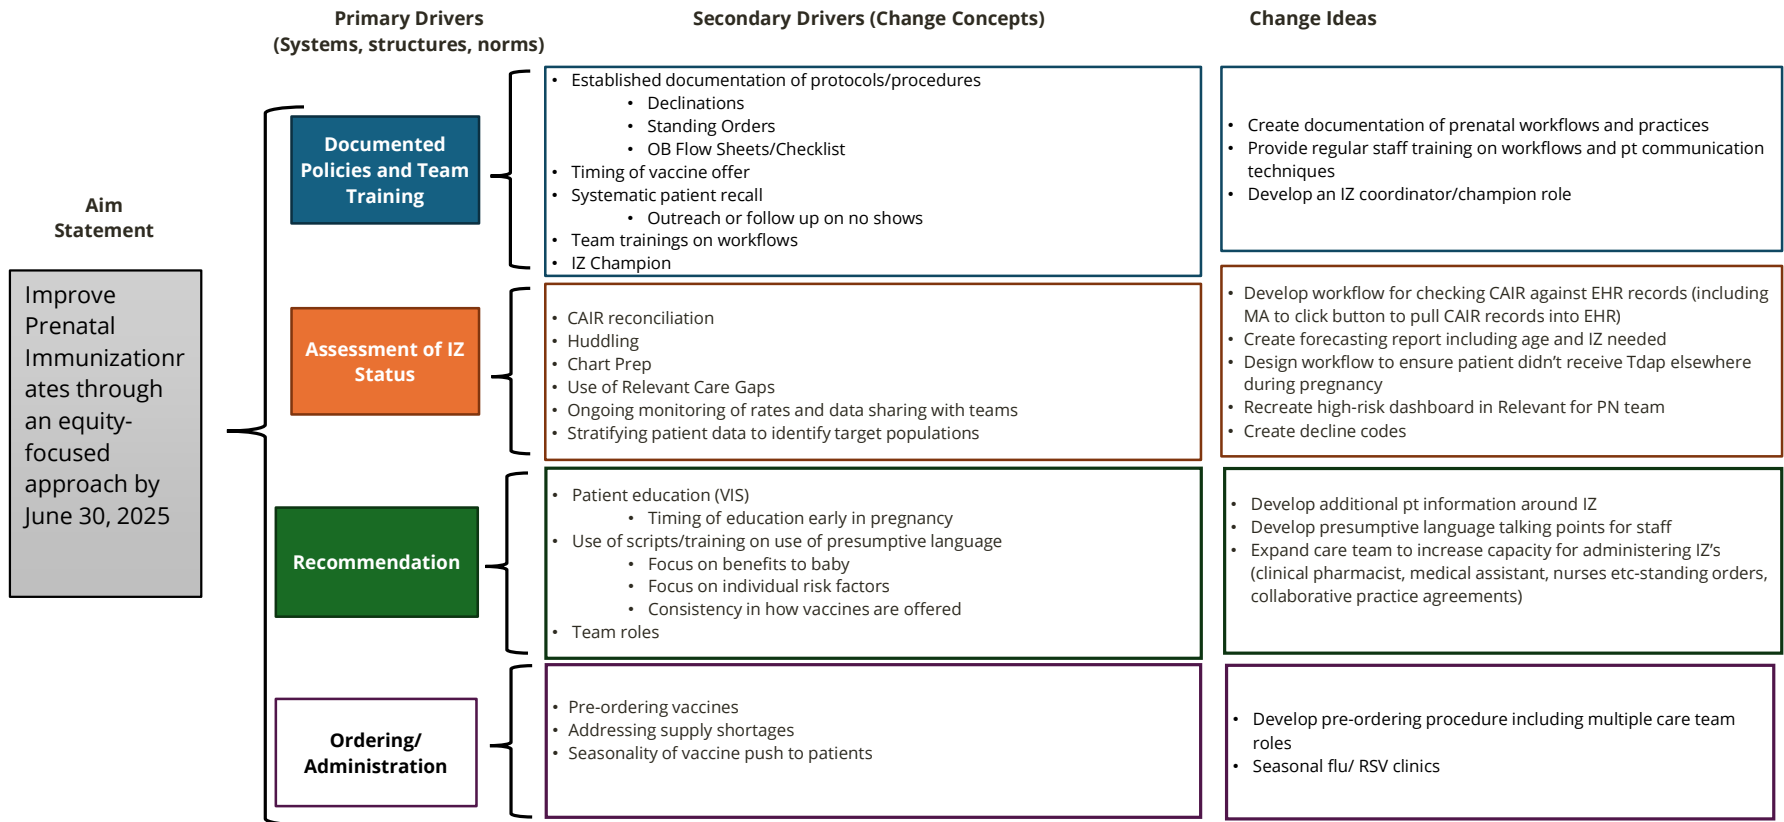 Primary Drivers
(Systems, structures, norms)
Secondary Drivers (Change Concepts)
Change Ideas
Aim
Statement
Improve
Prenatal
Immunizationr
ates through
an equity-
focused
approach by
June 30, 2025
Documented
Policies and Team
Training
• Established documentation of protocols/procedures
• Declinations
• Standing Orders
• OB Flow Sheets/Checklist
• Timing of vaccine offer
• Systematic patient recall
• Outreach or follow up on no shows
• Team trainings on workflows
• IZ Champion
• Create documentation of prenatal workflows and practices
• Provide regular staff training on workflows and pt communication
techniques
• Develop an IZ coordinator/champion role
Assessment of IZ
Status
• CAIR reconciliation
• Huddling
• Chart Prep
• Use of Relevant Care Gaps
• Ongoing monitoring of rates and data sharing with teams
• Stratifying patient data to identify target populations
• Develop workflow for checking CAIR against EHR records (including
MA to click button to pull CAIR records into EHR)
• Create forecasting report including age and IZ needed
• Design workflow to ensure patient didn’t receive Tdap elsewhere
during pregnancy
• Recreate high-risk dashboard in Relevant for PN team
• Create decline codes
Recommendation
• Patient education (VIS)
• Timing of education early in pregnancy
• Use of scripts/training on use of presumptive language
• Focus on benefits to baby
• Focus on individual risk factors
• Consistency in how vaccines are offered
• Team roles
• Develop additional pt information around IZ
• Develop presumptive language talking points for staff
• Expand care team to increase capacity for administering IZ’s
(clinical pharmacist, medical assistant, nurses etc-standing orders,
collaborative practice agreements)
Ordering/
Administration
• Pre-ordering vaccines
• Addressing supply shortages
• Seasonality of vaccine push to patients
• Develop pre-ordering procedure including multiple care team
roles
• Seasonal flu/ RSV clinics